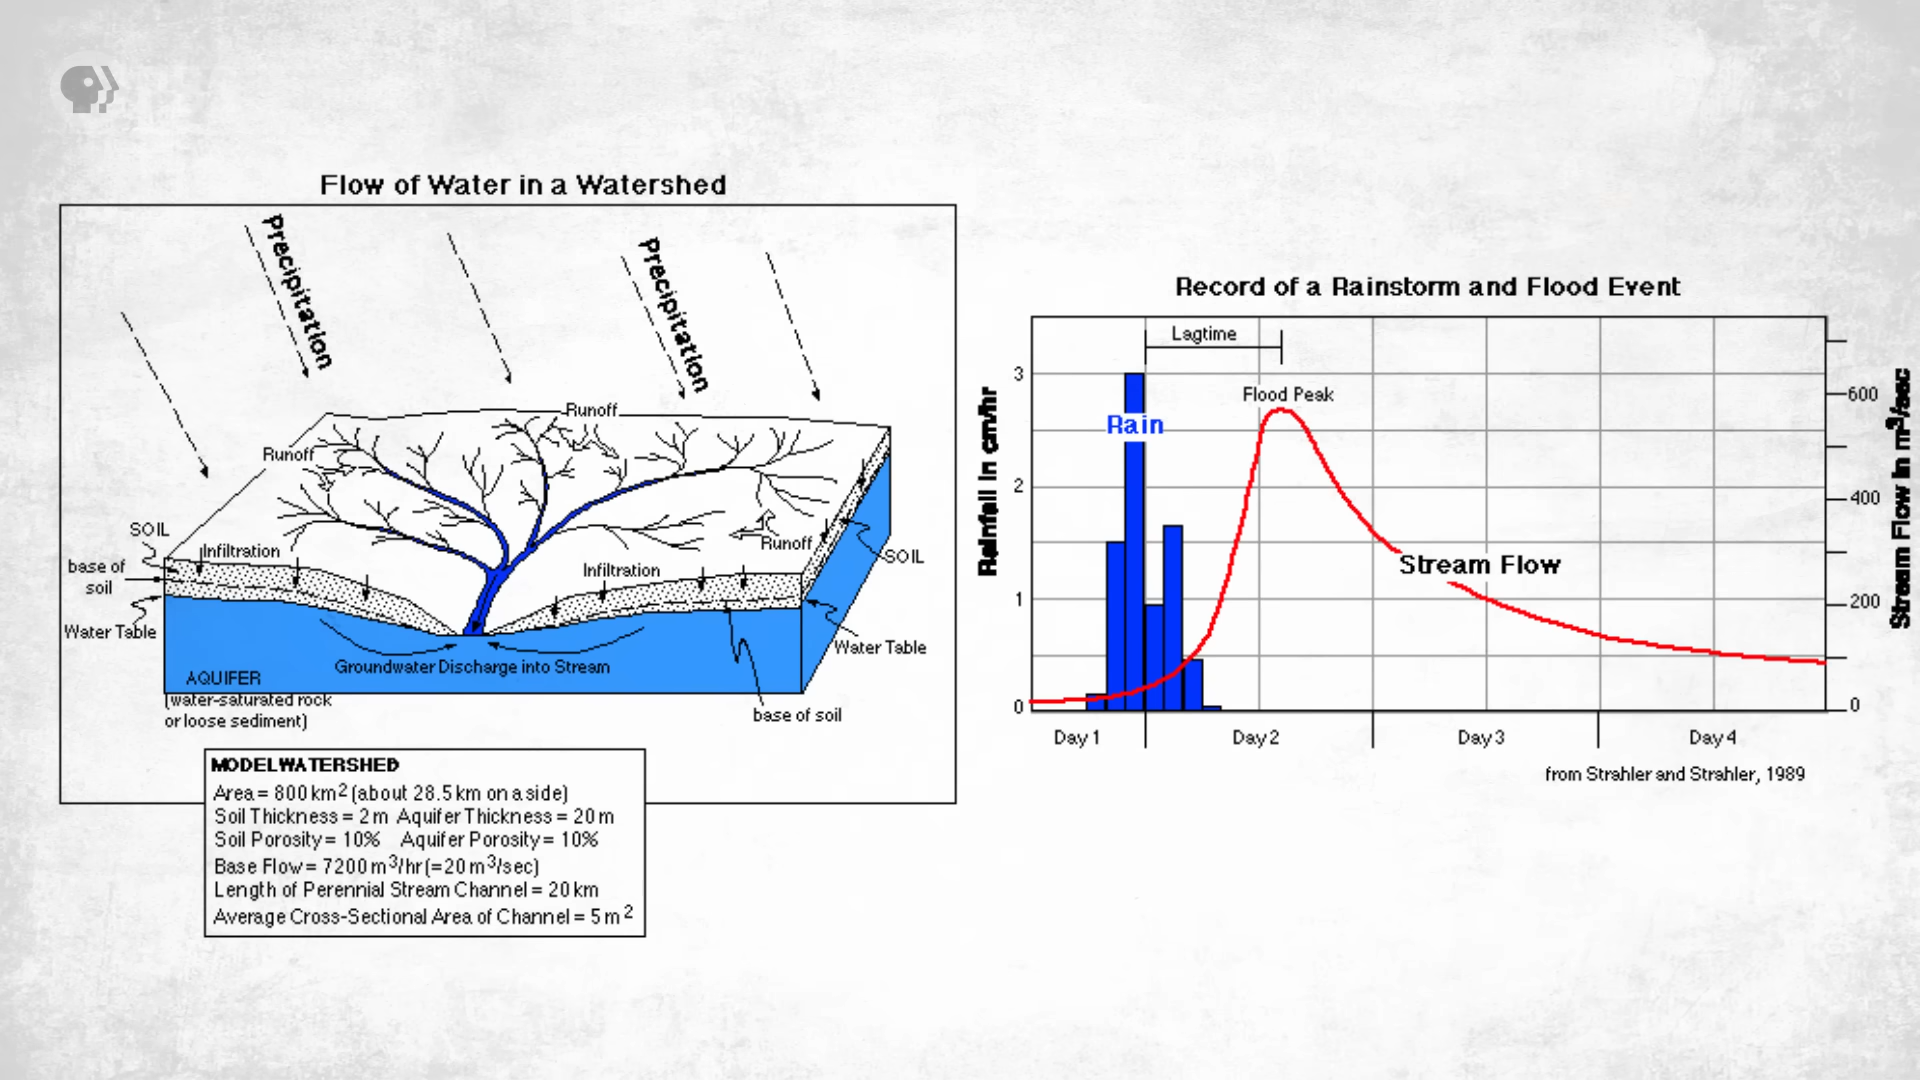 Flow of Water in a Watershed
Precipitation
Precipitation
Runoff
Runoff
SOIL
Infiltration
base of
soil
Water Table
Infiltration
Runoff
SOIL
Water Table
Groundwater Discharge into Stream
AQUIFER
(water-saturated rock
or loose sediment)
base of soil
MODEL WATERSHED
Area = 800 km² (about 28.5 km on a side)
Soil Thickness = 2 m Aquifer Thickness = 20 m
Soil Porosity = 10% Aquifer Porosity = 10%
Base Flow = 7200 m³/hr (=20 m³/sec)
Length of Perennial Stream Channel = 20 km
Average Cross-Sectional Area of Channel = 5 m²
Record of a Rainstorm and Flood Event
Lagtime
Flood Peak
Rain
Stream Flow
Rainfall in cm/hr
3
2
1
0
600
400
200
0
Stream Flow in m³/sec
Day 1
Day 2
Day 3
Day 4
from Strahler and Strahler, 1989